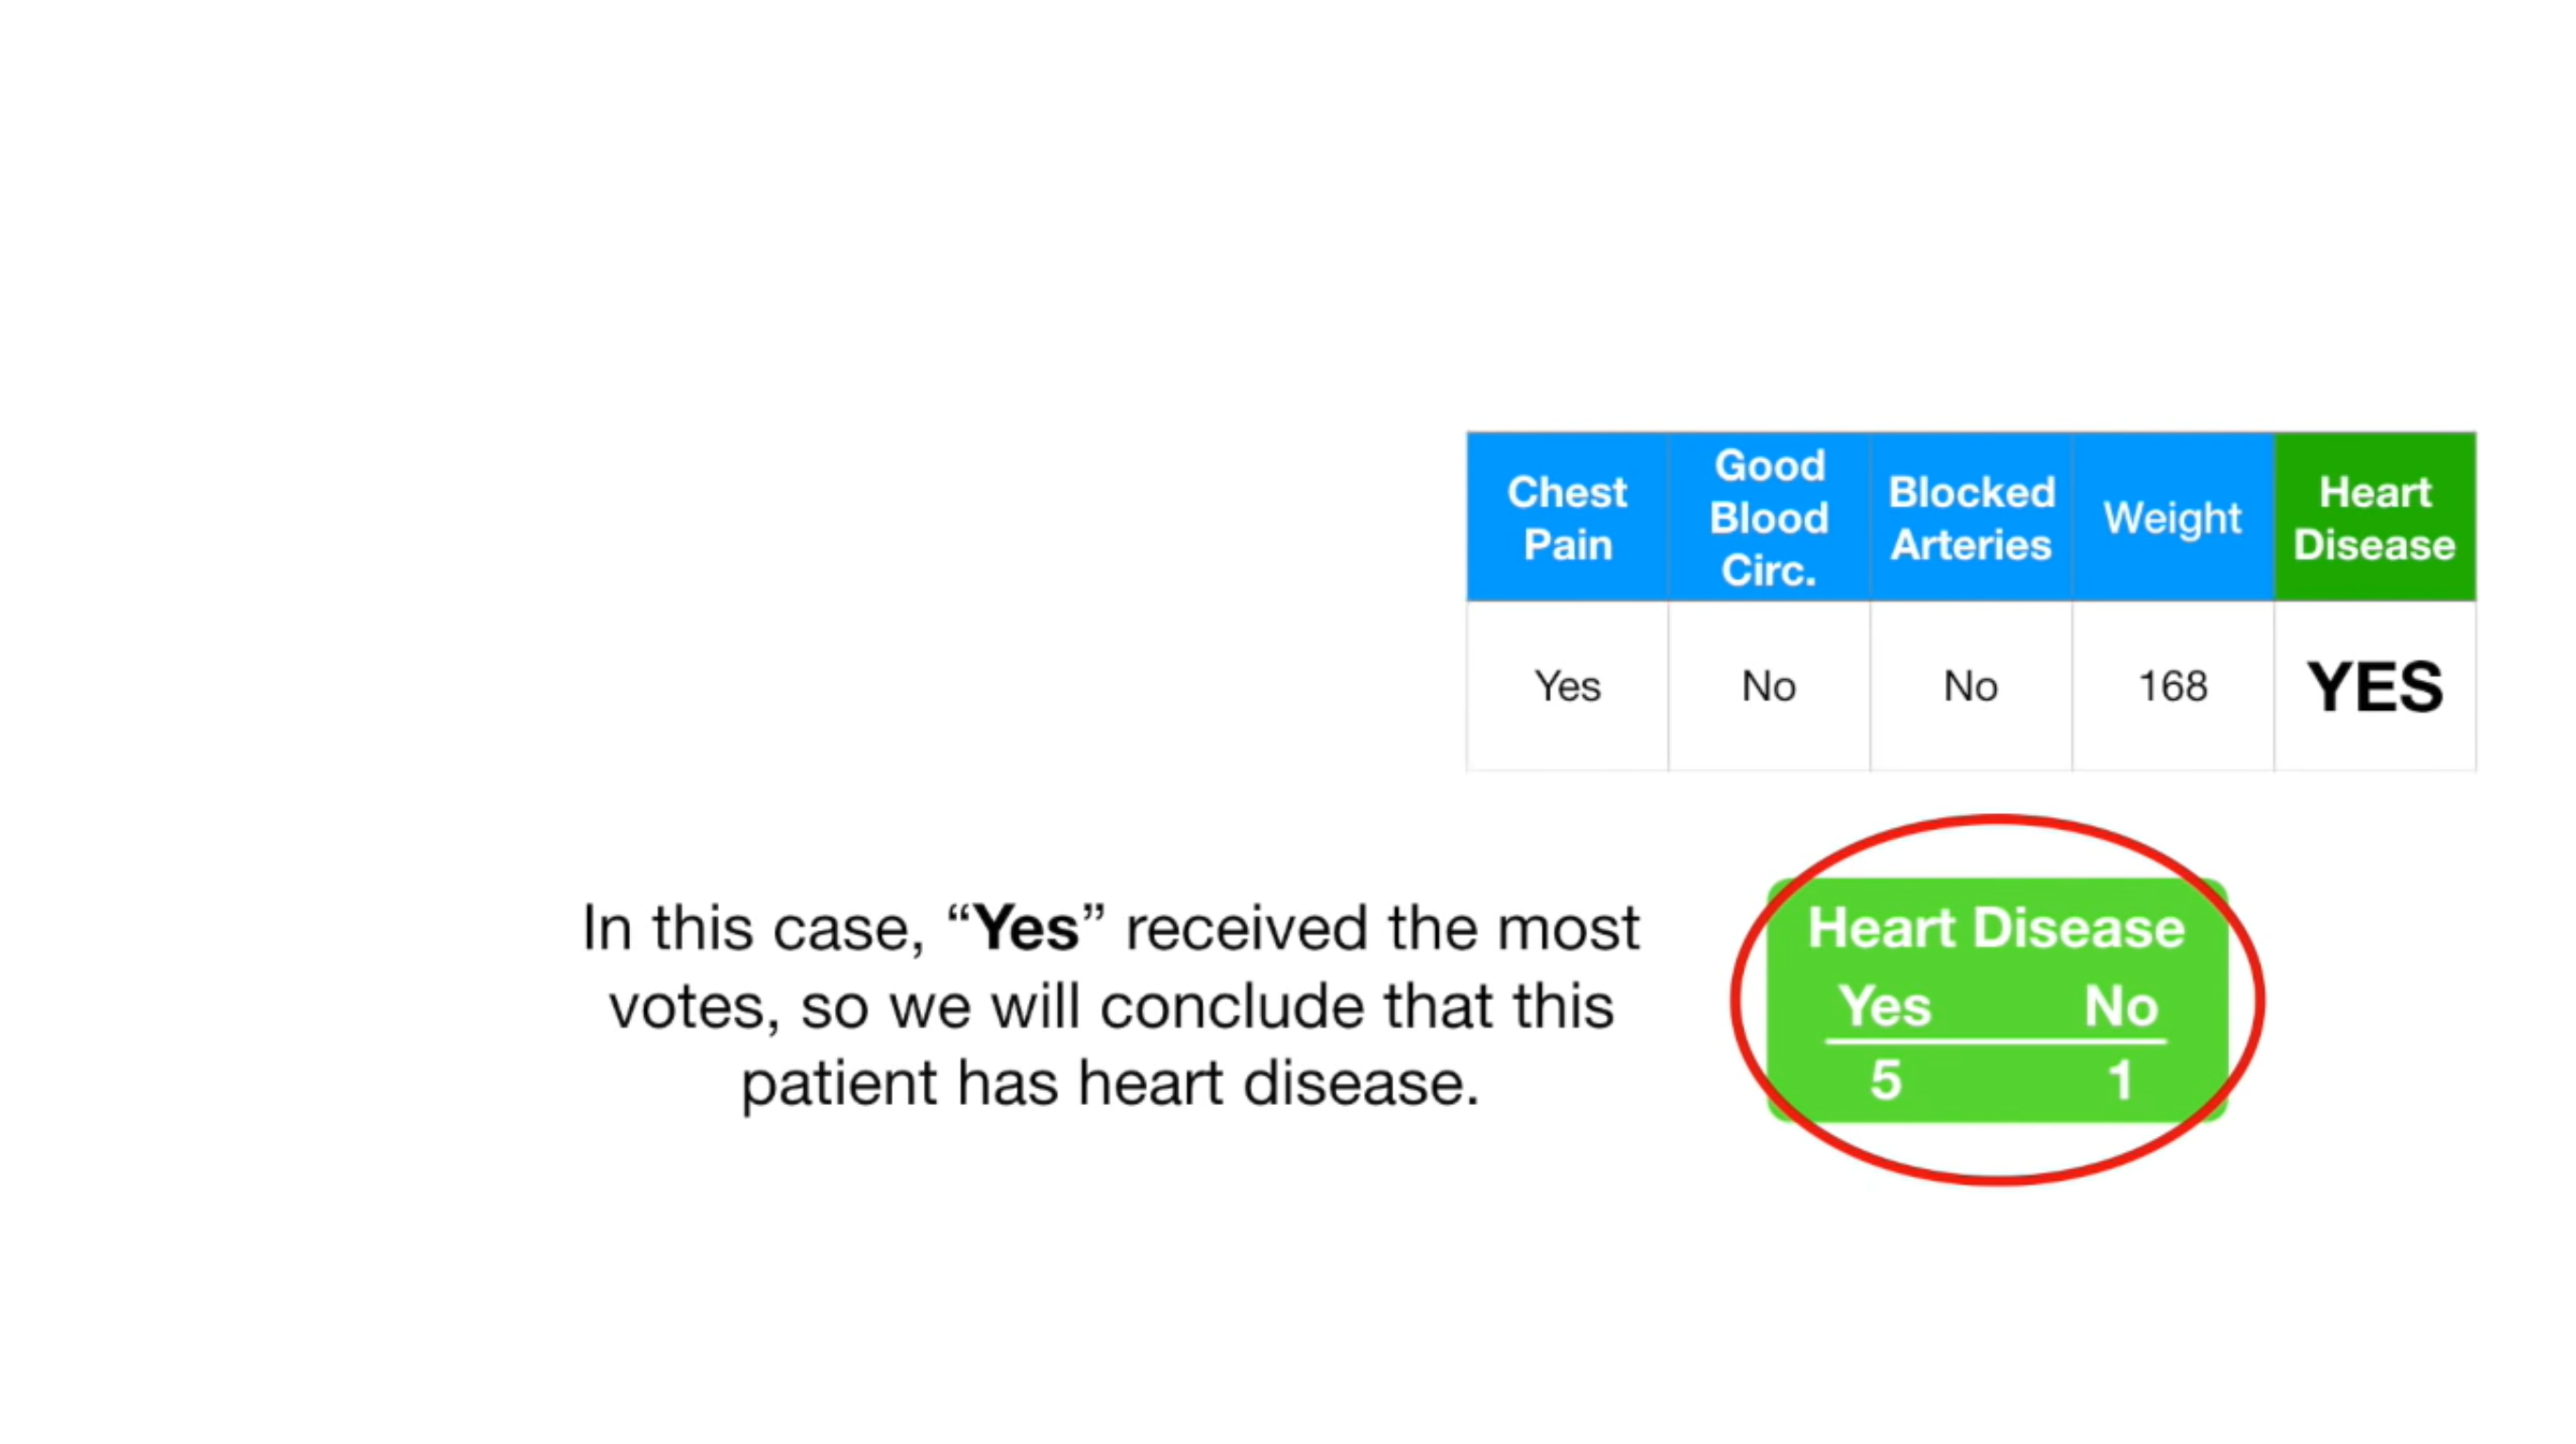 Chest Pain
Good Blood Circ.
Blocked Arteries
Weight
Heart Disease
Yes No No 168 YES
In this case, “Yes” received the most
votes, so we will conclude that this
patient has heart disease.
Heart Disease
Yes No
5 1